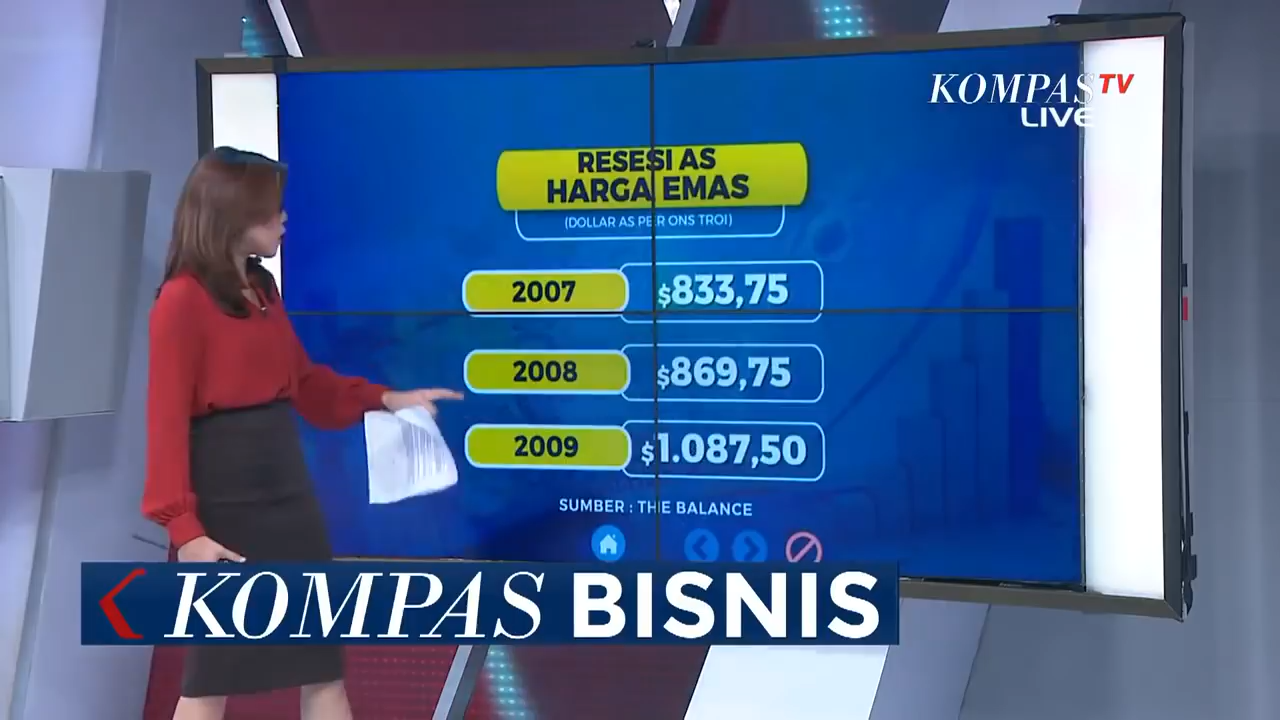 KOMPAS TV
LIVE
RESESI AS
HARGA EMAS
(DOLLAR AS PER ONS TROI)
2007 $833,75
2008 $869,75
2009 $1.087,50
SUMBER : THE BALANCE
KOMPAS BISNIS